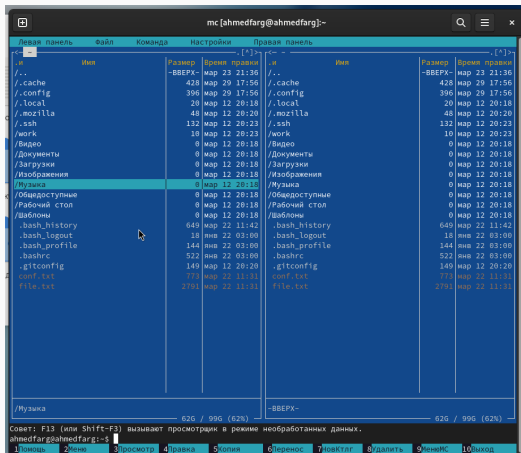 mc [ahmedfarg@ahmedfarg]:~
Левая панель Файл Команда Настройки Правая панель
<- ~ .[^]> <- ~ .[^]>
.и Имя Размер Время правки .и Имя Размер Время правки
/.. -ВВЕРХ- мар 23 21:36 /.. -ВВЕРХ- мар 23 21:36
/.cache 428 мар 29 17:56 /.cache 428 мар 29 17:56
/.config 396 мар 29 17:56 /.config 396 мар 29 17:56
/.local 20 мар 12 20:18 /.local 20 мар 12 20:18
/.mozilla 48 мар 12 20:20 /.mozilla 48 мар 12 20:20
/.ssh 132 мар 12 20:23 /.ssh 132 мар 12 20:23
/work 10 мар 12 20:23 /work 10 мар 12 20:23
/Видео 0 мар 12 20:18 /Видео 0 мар 12 20:18
/Документы 0 мар 12 20:18 /Документы 0 мар 12 20:18
/Загрузки 0 мар 12 20:18 /Загрузки 0 мар 12 20:18
/Изображения 0 мар 12 20:18 /Изображения 0 мар 12 20:18
/Музыка 0 мар 12 20:18 /Музыка 0 мар 12 20:18
/Общедоступные 0 мар 12 20:18 /Общедоступные 0 мар 12 20:18
/Рабочий стол 0 мар 12 20:18 /Рабочий стол 0 мар 12 20:18
/Шаблоны 0 мар 12 20:18 /Шаблоны 0 мар 12 20:18
.bash_history 649 мар 22 11:42 .bash_history 649 мар 22 11:42
.bash_logout 18 янв 22 03:00 .bash_logout 18 янв 22 03:00
.bash_profile 144 янв 22 03:00 .bash_profile 144 янв 22 03:00
.bashrc 522 янв 22 03:00 .bashrc 522 янв 22 03:00
.gitconfig 149 мар 12 20:20 .gitconfig 149 мар 12 20:20
conf.txt 773 мар 22 11:31 conf.txt 773 мар 22 11:31
file.txt 2791 мар 22 11:31 file.txt 2791 мар 22 11:31
/Музыка -ВВЕРХ-
62G / 99G (62%) 62G / 99G (62%)
Совет: F13 (или Shift-F3) вызывают просмотрщик в режиме необработанных данных.
ahmedfarg@ahmedfarg:~$
1Помощь 2Меню 3Просмотр 4Правка 5Копия 6Перенос 7НовКтлг 8Удалить 9МенюMC 10Выход